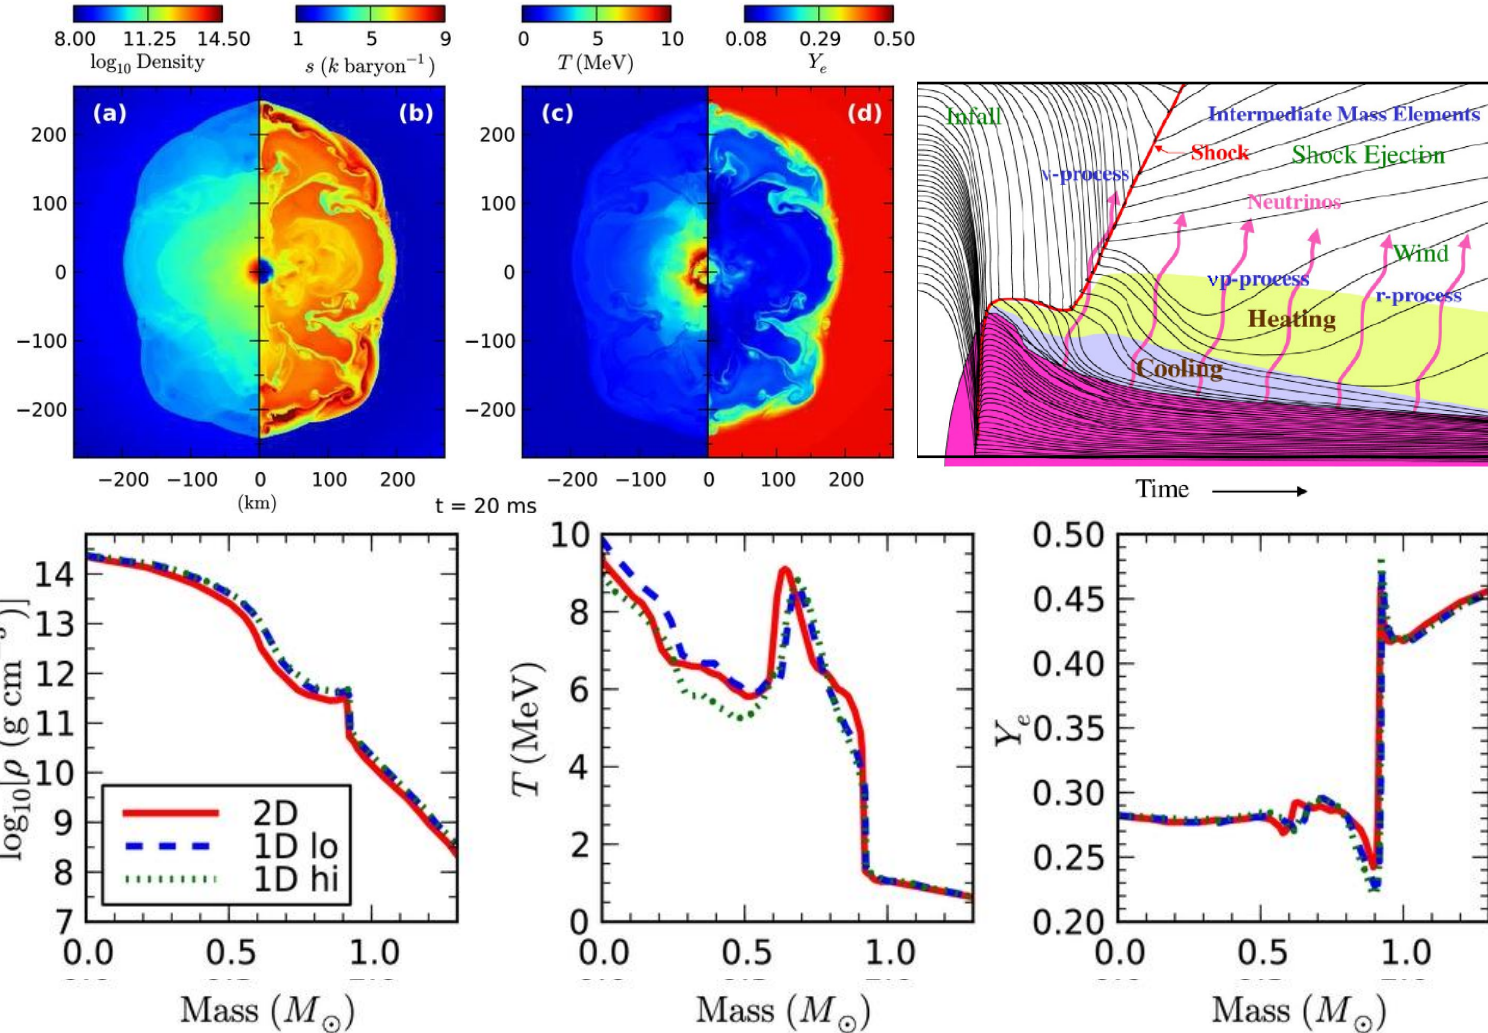 8.00 11.25 14.50
log₁₀ Density
1 5 9
s (k baryon⁻¹)
0 5 10
T (MeV)
0.08 0.29 0.50
Yₑ
(a)
(b)
(c)
(d)
200
100
0
−100
−200
−200 −100 0 100 200
(km)
200
100
0
−100
−200
−200 −100 0 100 200
t = 20 ms
Infall
Intermediate Mass Elements
Shock
Shock Ejection
ν-process
Neutrinos
Wind
νp-process
r-process
Heating
Cooling
Time
log₁₀[ρ (g cm⁻³)]
14
13
12
11
10
9
8
7
2D
1D lo
1D hi
0.0 0.5 1.0
Mass (M⊙)
T (MeV)
10
8
6
4
2
0
0.0 0.5 1.0
Mass (M⊙)
Yₑ
0.50
0.45
0.40
0.35
0.30
0.25
0.20
0.0 0.5 1.0
Mass (M⊙)